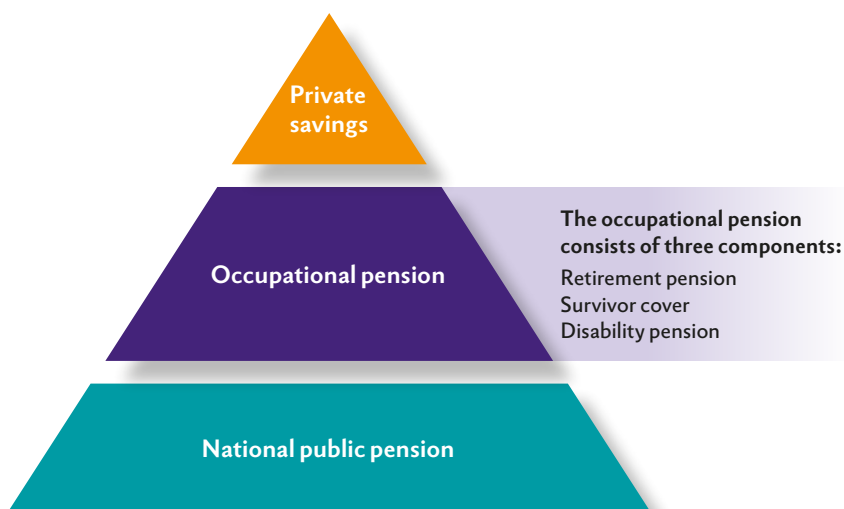 Private
savings
Occupational pension
The occupational pension
consists of three components:
Retirement pension
Survivor cover
Disability pension
National public pension